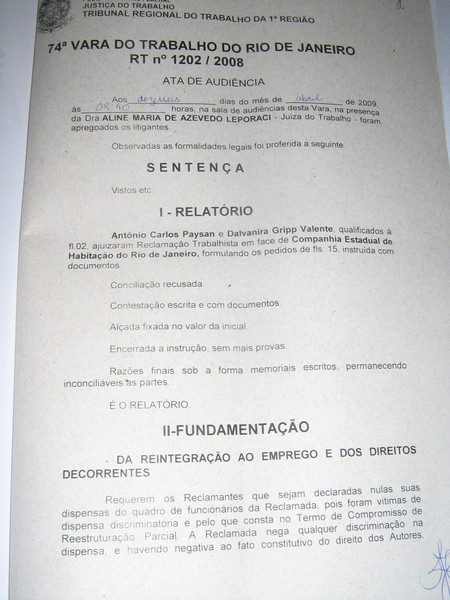 JUSTIÇA DO TRABALHO
TRIBUNAL REGIONAL DO TRABALHO DA 1ª REGIÃO
74ª VARA DO TRABALHO DO RIO DE JANEIRO
RT nº 1202 / 2008
ATA DE AUDIÊNCIA
Aos dezesseis dias do mês de abril de 2009,
às 08:40 horas, na sala de audiências desta Vara, na presença
da Dra ALINE MARIA DE AZEVEDO LEPORACI - Juíza do Trabalho - foram
apregoados os litigantes.
Observadas as formalidades legais foi proferida a seguinte
S E N T E N Ç A
Vistos etc.
I - RELATÓRIO
Antônio Carlos Paysan e Dalvanira Gripp Valente, qualificados à
fl.02, ajuizaram Reclamação Trabalhista em face de Companhia Estadual de
Habitação do Rio de Janeiro, formulando os pedidos de fls. 15, instruída com
documentos.
Conciliação recusada.
Contestação escrita e com documentos.
Alçada fixada no valor da inicial.
Encerrada a instrução, sem mais provas.
Razões finais sob a forma memoriais escritos, permanecendo
inconciliáveis as partes.
É O RELATÓRIO.
II-FUNDAMENTAÇÃO
- DA REINTEGRAÇÃO AO EMPREGO E DOS DIREITOS
DECORRENTES
Requerem os Reclamantes que sejam declaradas nulas suas
dispensas do quadro de funcionários da Reclamada, pois foram vítimas de
dispensa discriminatória e pelo que consta no Termo de Compromisso de
Reestruturação Parcial. A Reclamada nega qualquer discriminação na
dispensa, e havendo negativa ao fato constitutivo do direito dos Autores.